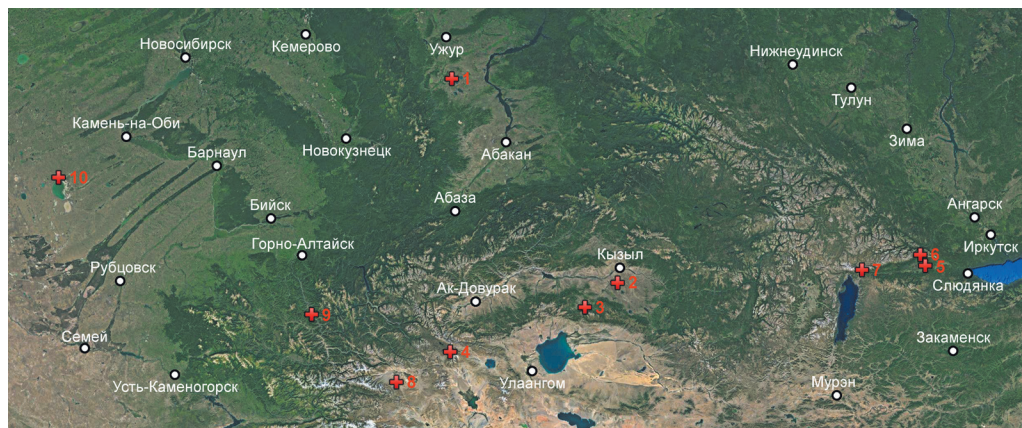 Новосибирск
Кемерово
Ужур
Нижнеудинск
1
Тулун
Камень-на-Оби
Новокузнецк
Абакан
Зима
Барнаул
10
Абаза
Бийск
Ангарск
Горно-Алтайск
Иркутск
Кызыл
6
5
Рубцовск
7
Слюдянка
Ак-Довурак
2
3
9
Семей
Закаменск
4
Усть-Каменогорск
8
Улаангом
Мурэн